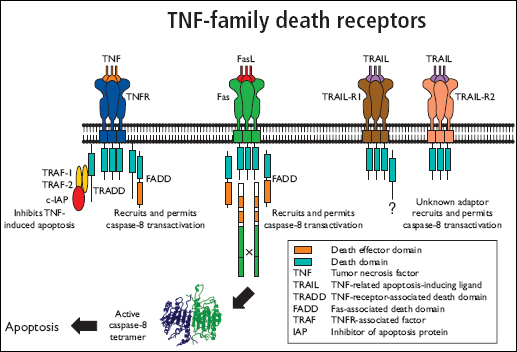 TNF-family death receptors
TNF
FasL
TRAIL
TRAIL
TNFR
Fas
TRAIL-R1
TRAIL-R2
TRAF-1
TRAF-2
c-IAP
TRADD
FADD
FADD
?
Inhibits TNF-
induced apoptosis
Recruits and permits
caspase-8 transactivation
Recruits and permits
caspase-8 transactivation
Unknown adaptor
recruits and permits
caspase-8 transactivation
×
Death effector domain
Death domain
TNF Tumor necrosis factor
TRAIL TNF-related apoptosis-inducing ligand
TRADD TNF-receptor-associated death domain
FADD Fas-associated death domain
TRAF TNFR-associated factor
IAP Inhibitor of apoptosis protein
Apoptosis
Active
caspase-8
tetramer